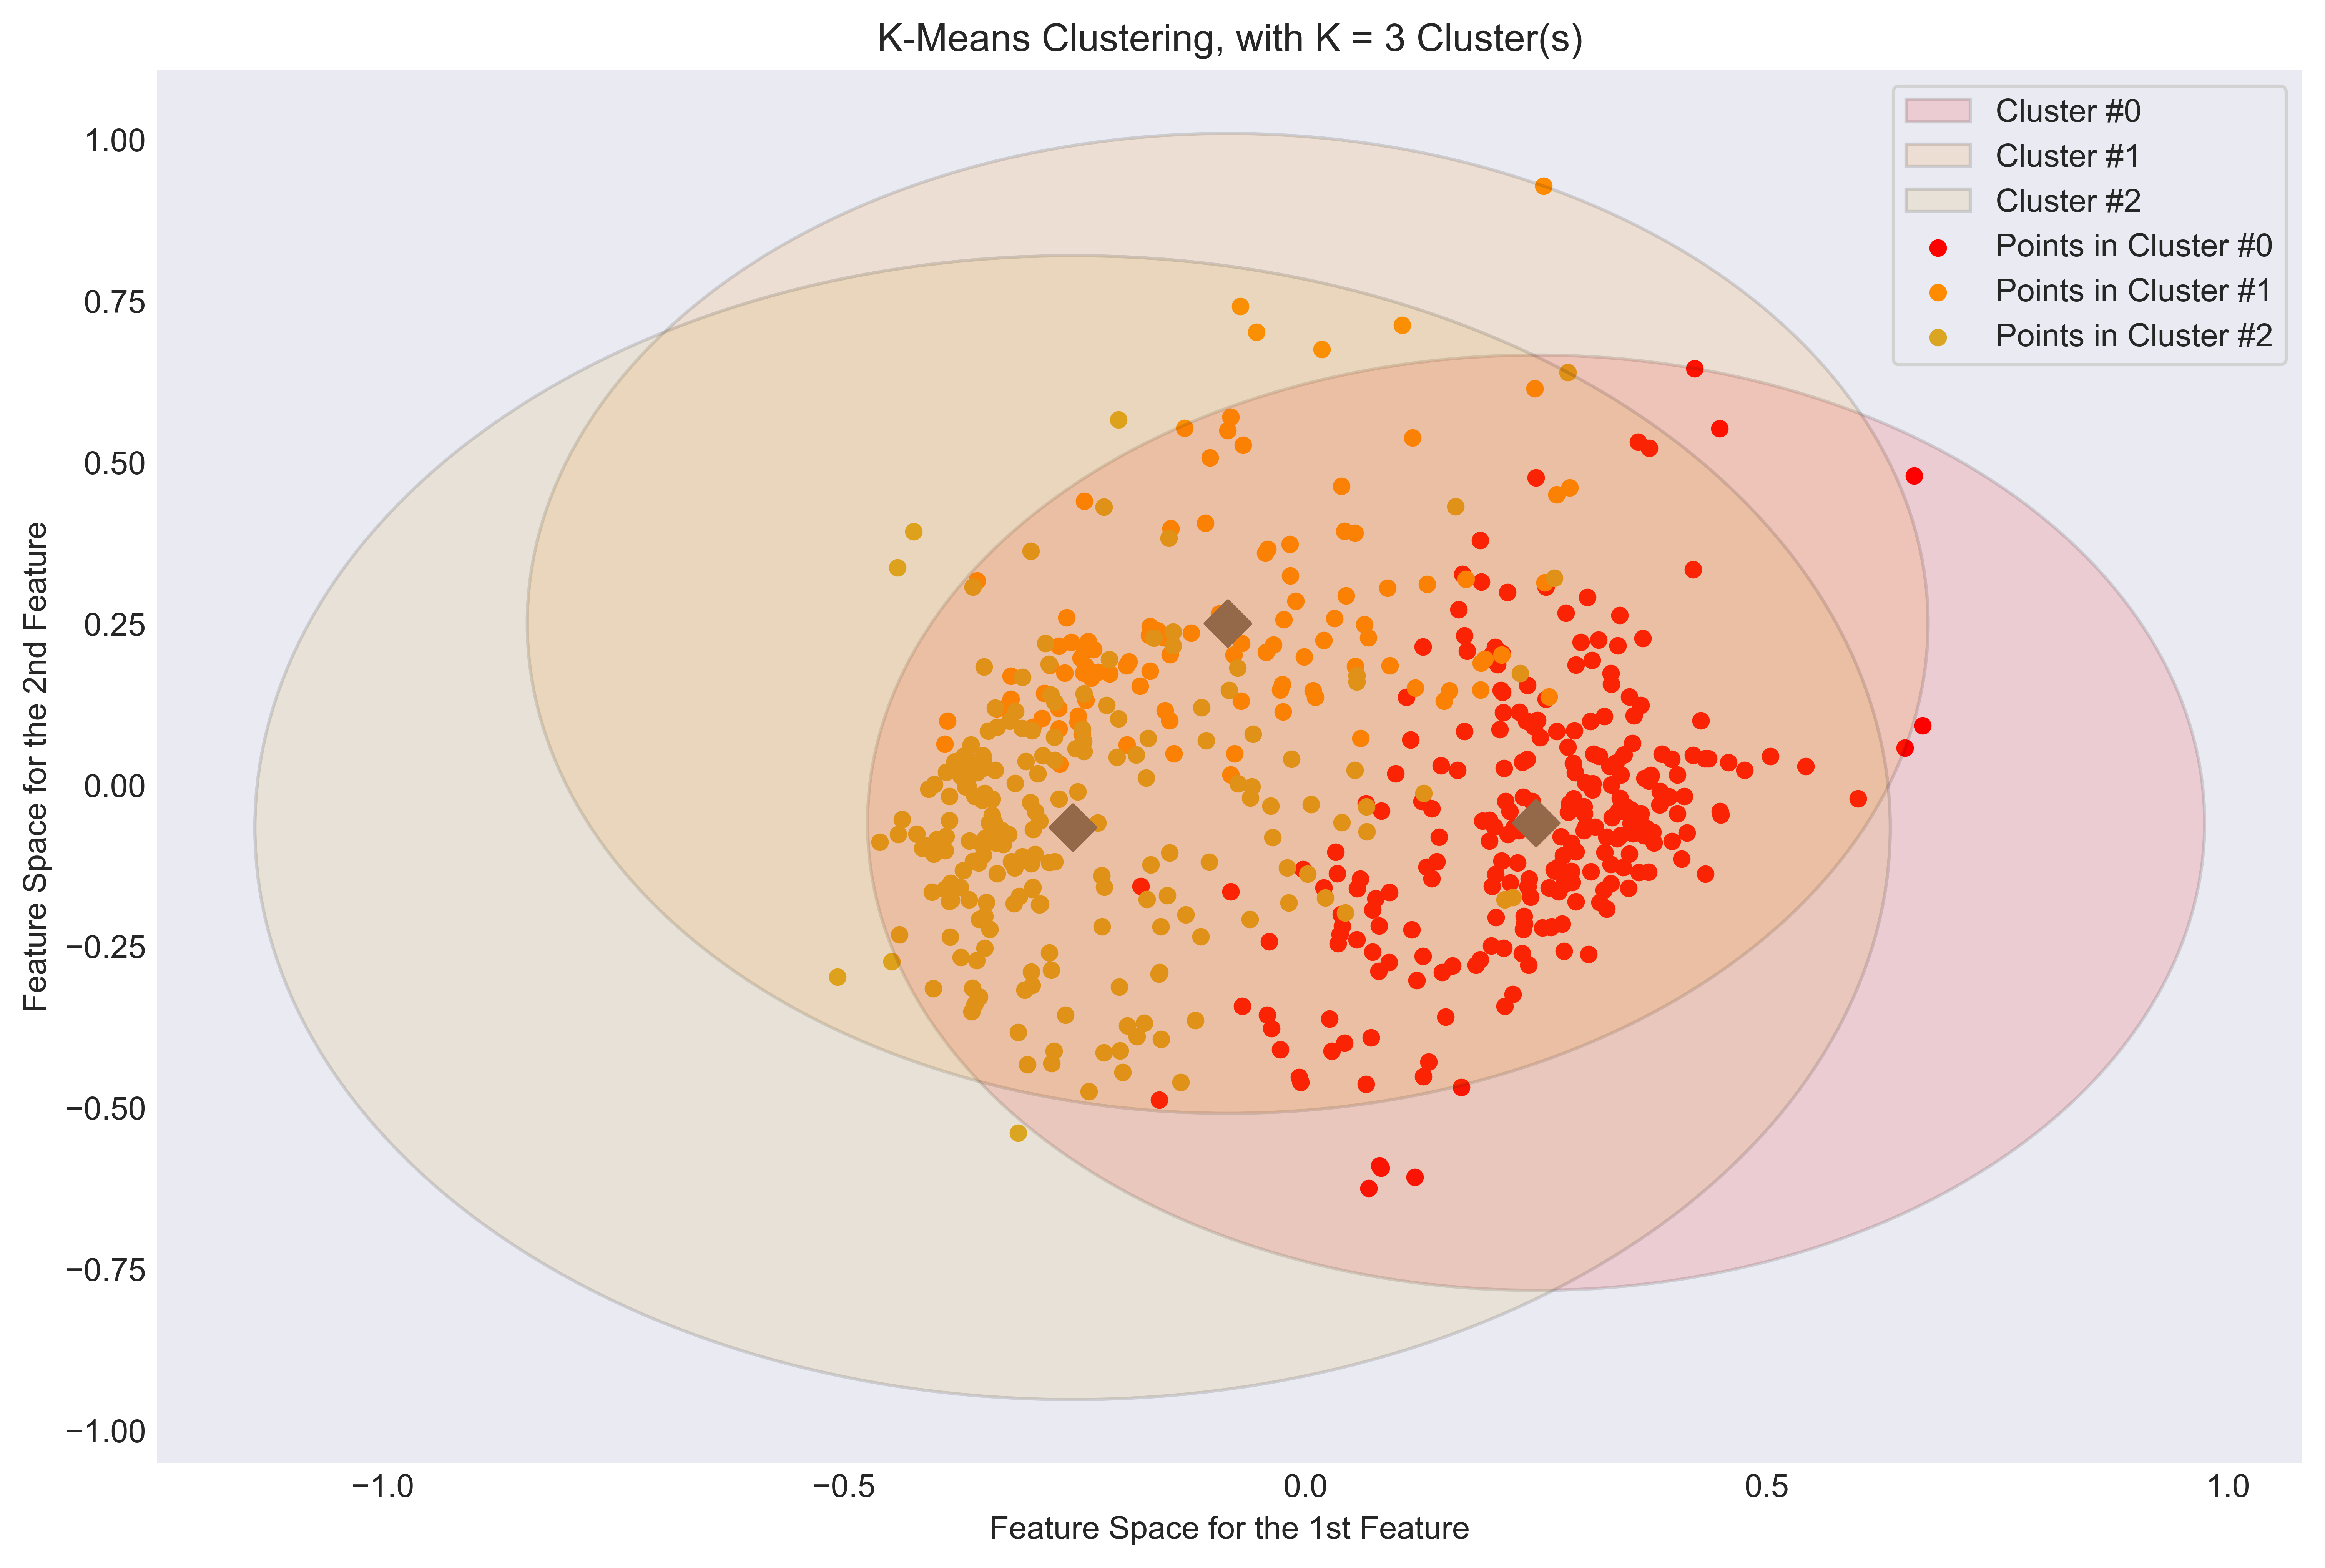 K-Means Clustering, with K = 3 Cluster(s)
Cluster #0
Cluster #1
Cluster #2
Points in Cluster #0
Points in Cluster #1
Points in Cluster #2
Feature Space for the 2nd Feature
1.00
0.75
0.50
0.25
0.00
−0.25
−0.50
−0.75
−1.00
−1.0
−0.5
0.0
0.5
1.0
Feature Space for the 1st Feature